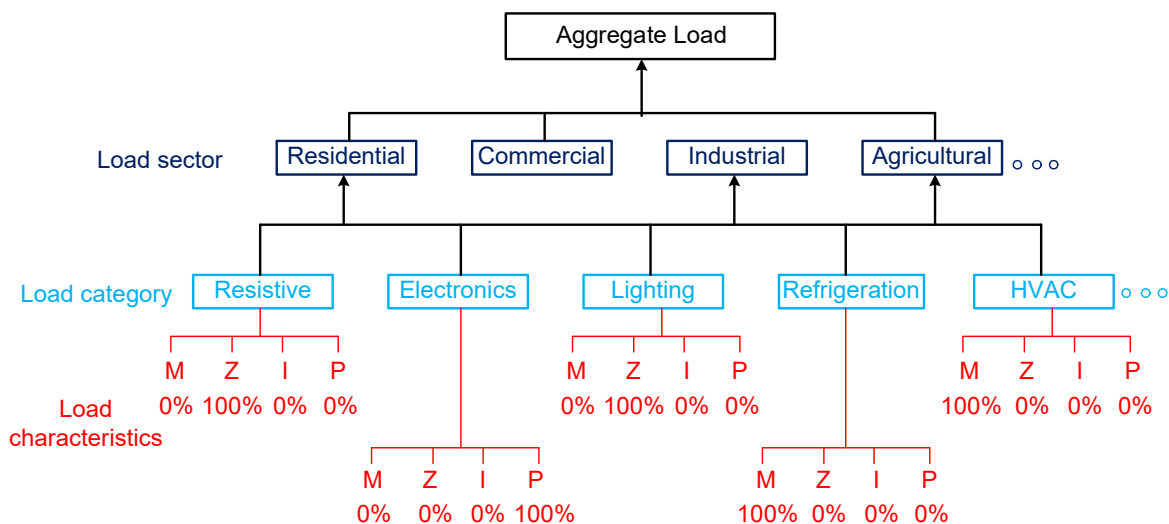 Aggregate Load
Load sector
Residential
Commercial
Industrial
Agricultural
Load category
Resistive
Electronics
Lighting
Refrigeration
HVAC
Load
characteristics
M Z I P
0% 100% 0% 0%
M Z I P
0% 0% 0% 100%
M Z I P
0% 100% 0% 0%
M Z I P
100% 0% 0% 0%
M Z I P
100% 0% 0% 0%